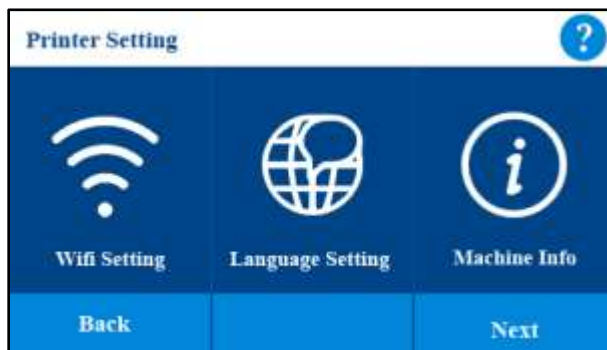 Printer Setting ?
Wifi Setting Language Setting Machine Info
Back Next